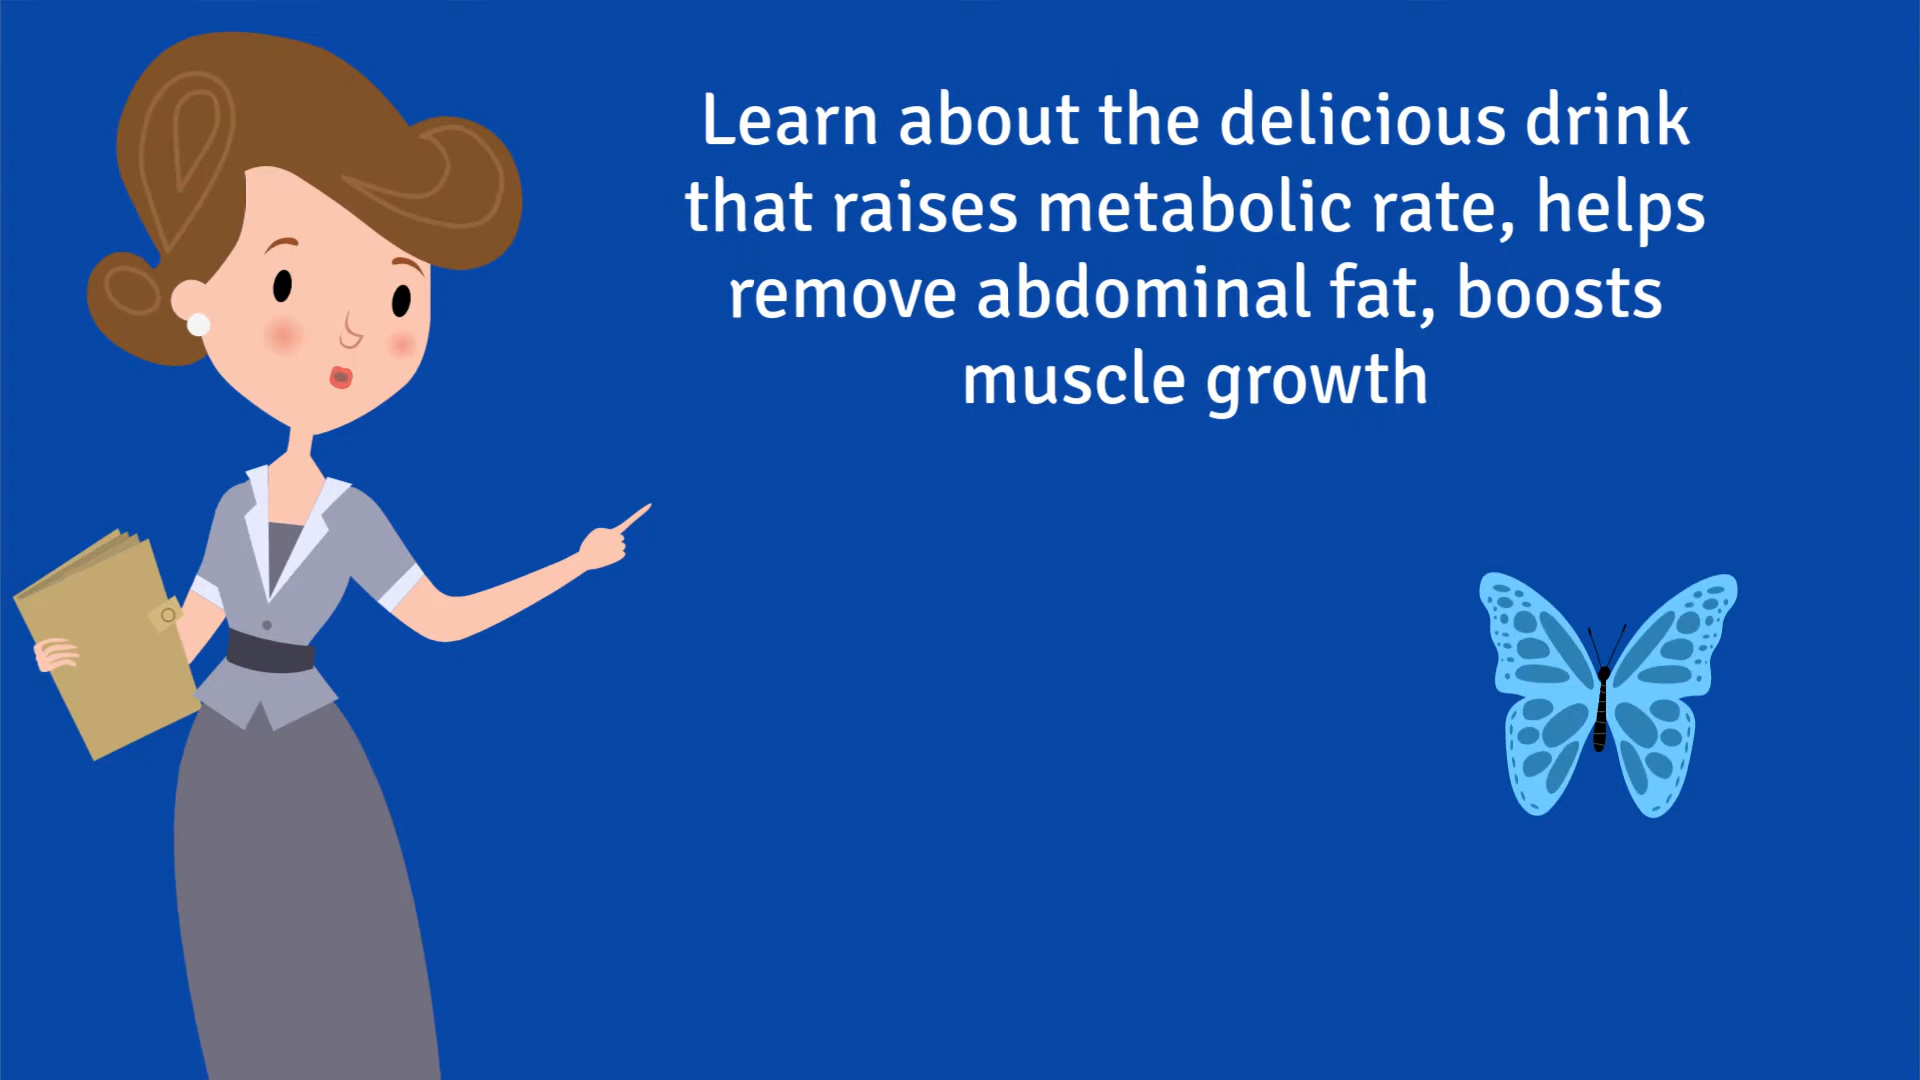 Learn about the delicious drink
that raises metabolic rate, helps
remove abdominal fat, boosts
muscle growth